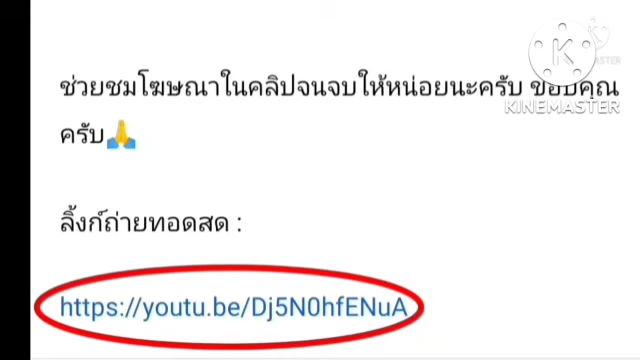 ช่วยชมโฆษณาในคลิปจนจบให้หน่อยนะครับ ขอบคุณ
ครับ🙏
KINEMASTER
ลิ้งก์ถ่ายทอดสด :
https://youtu.be/Dj5N0hfENuA